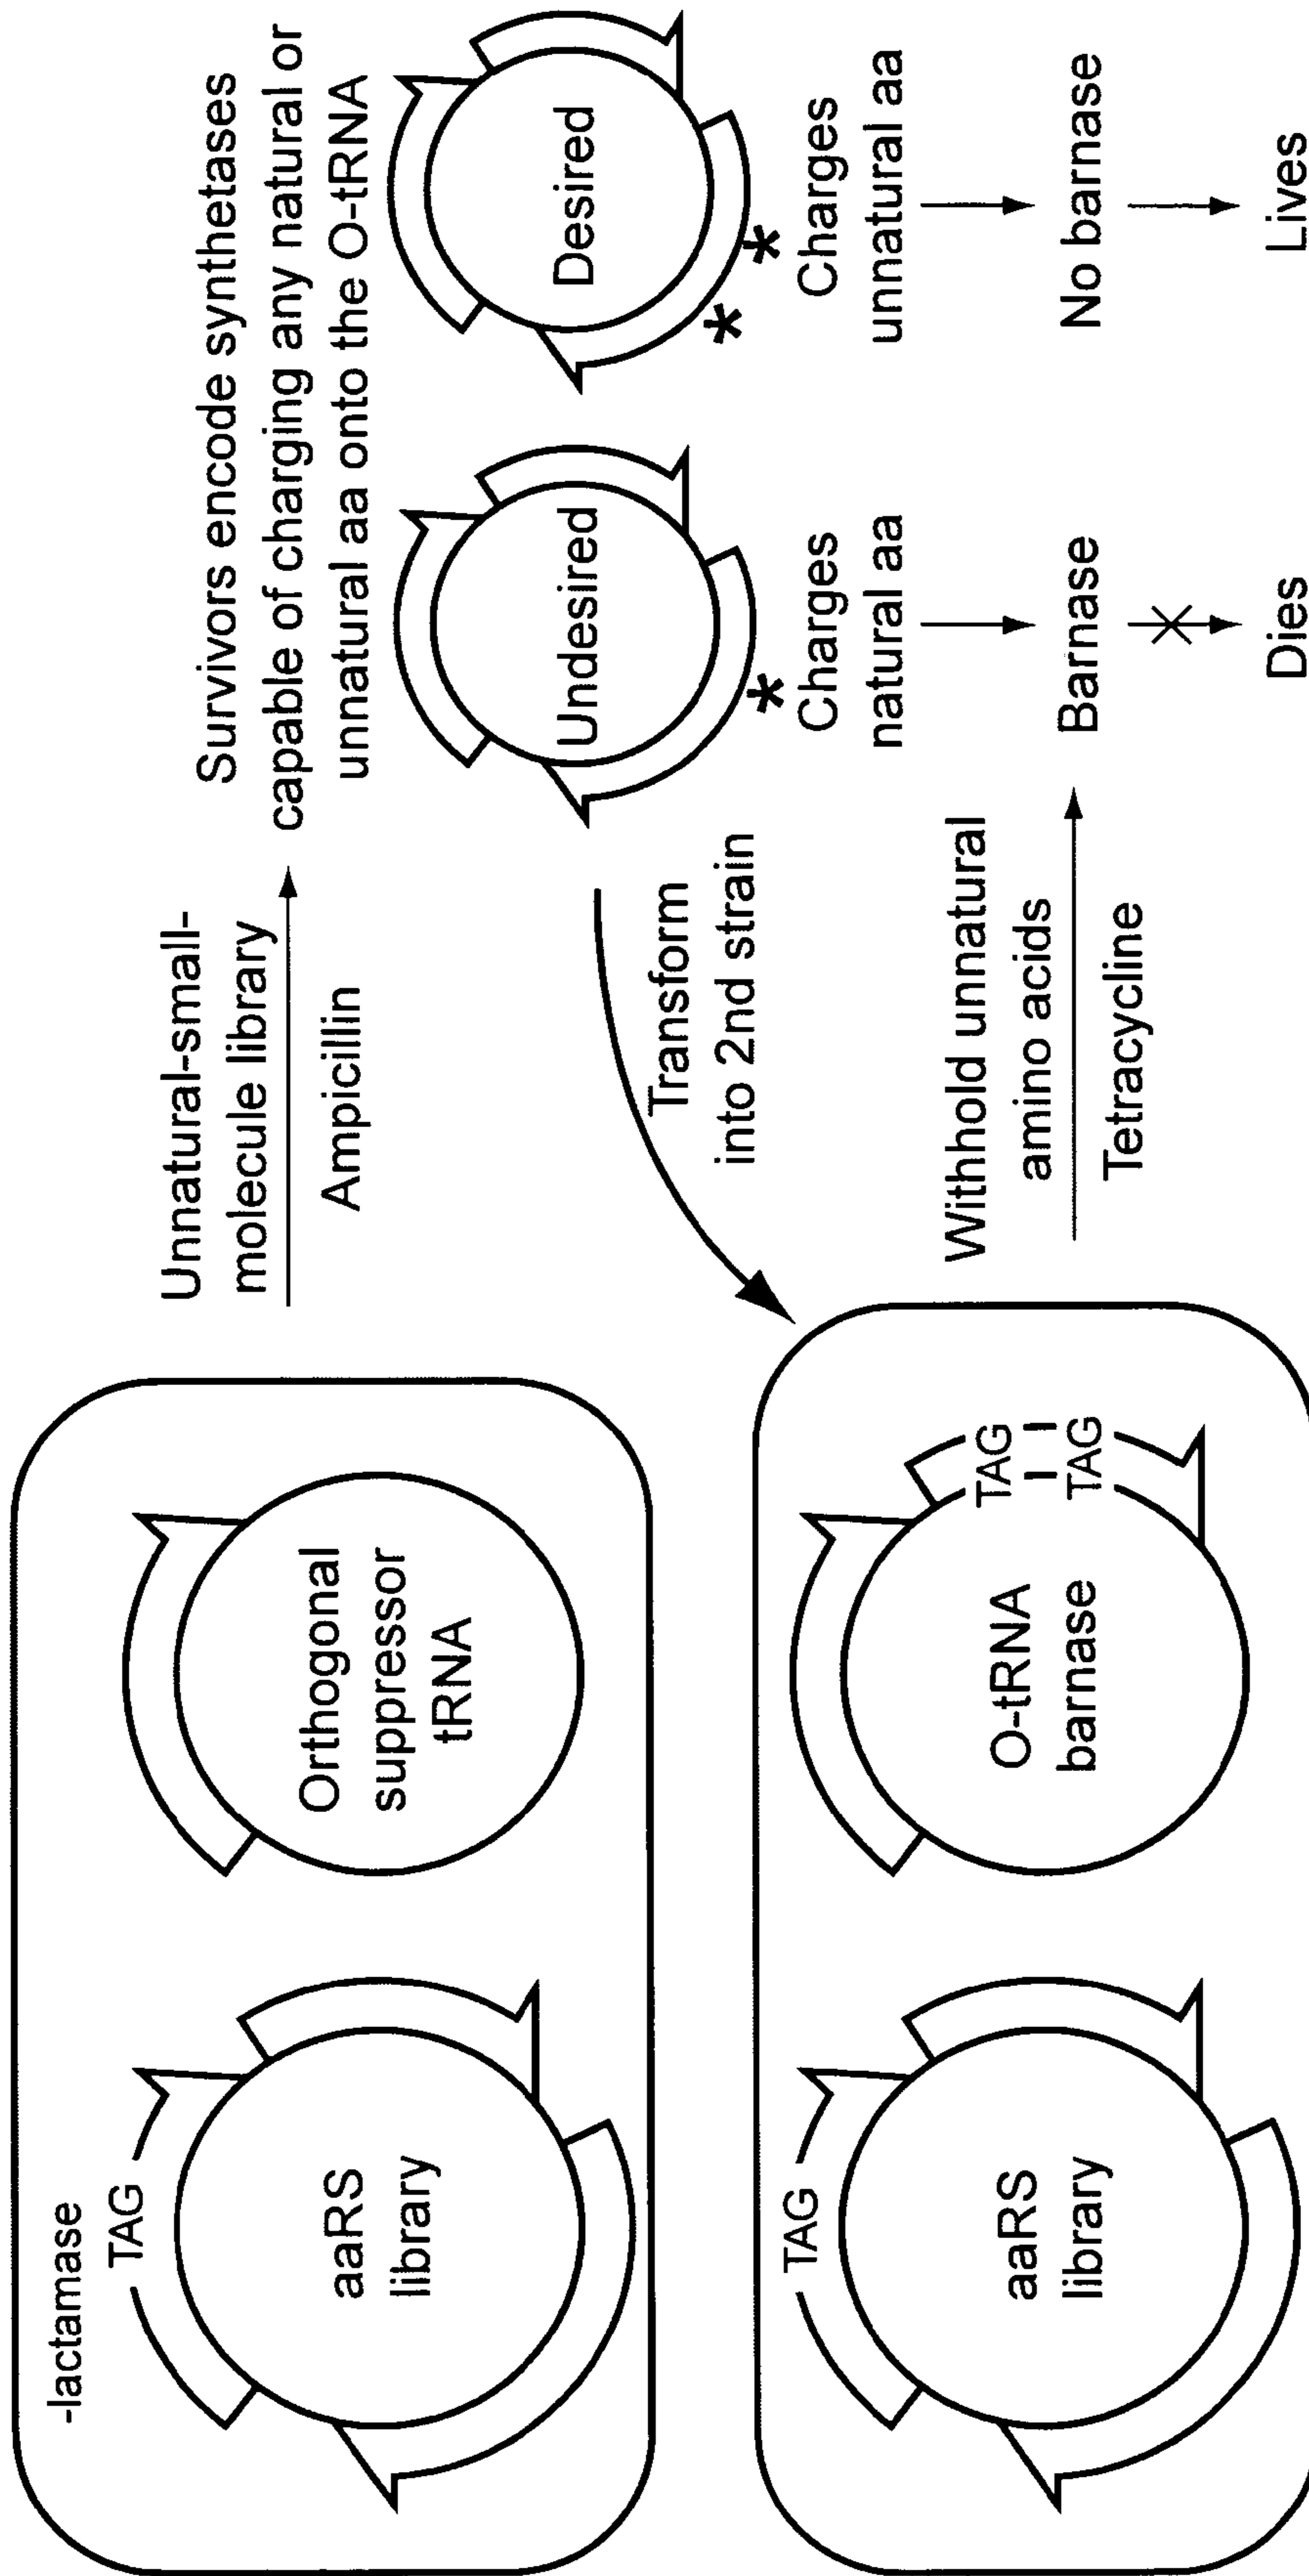 -lactamase
TAG
aaRS
library
Orthogonal
suppressor
tRNA
Unnatural-small-
molecule library
Ampicillin
Survivors encode synthetases
capable of charging any natural or
unnatural aa onto the O-tRNA
Undesired
Desired
Transform
into 2nd strain
TAG
aaRS
library
O-tRNA
barnase
TAG
TAG
Withhold unnatural
amino acids
Tetracycline
Charges
natural aa
Barnase
Dies
Charges
unnatural aa
No barnase
Lives
*
*
*